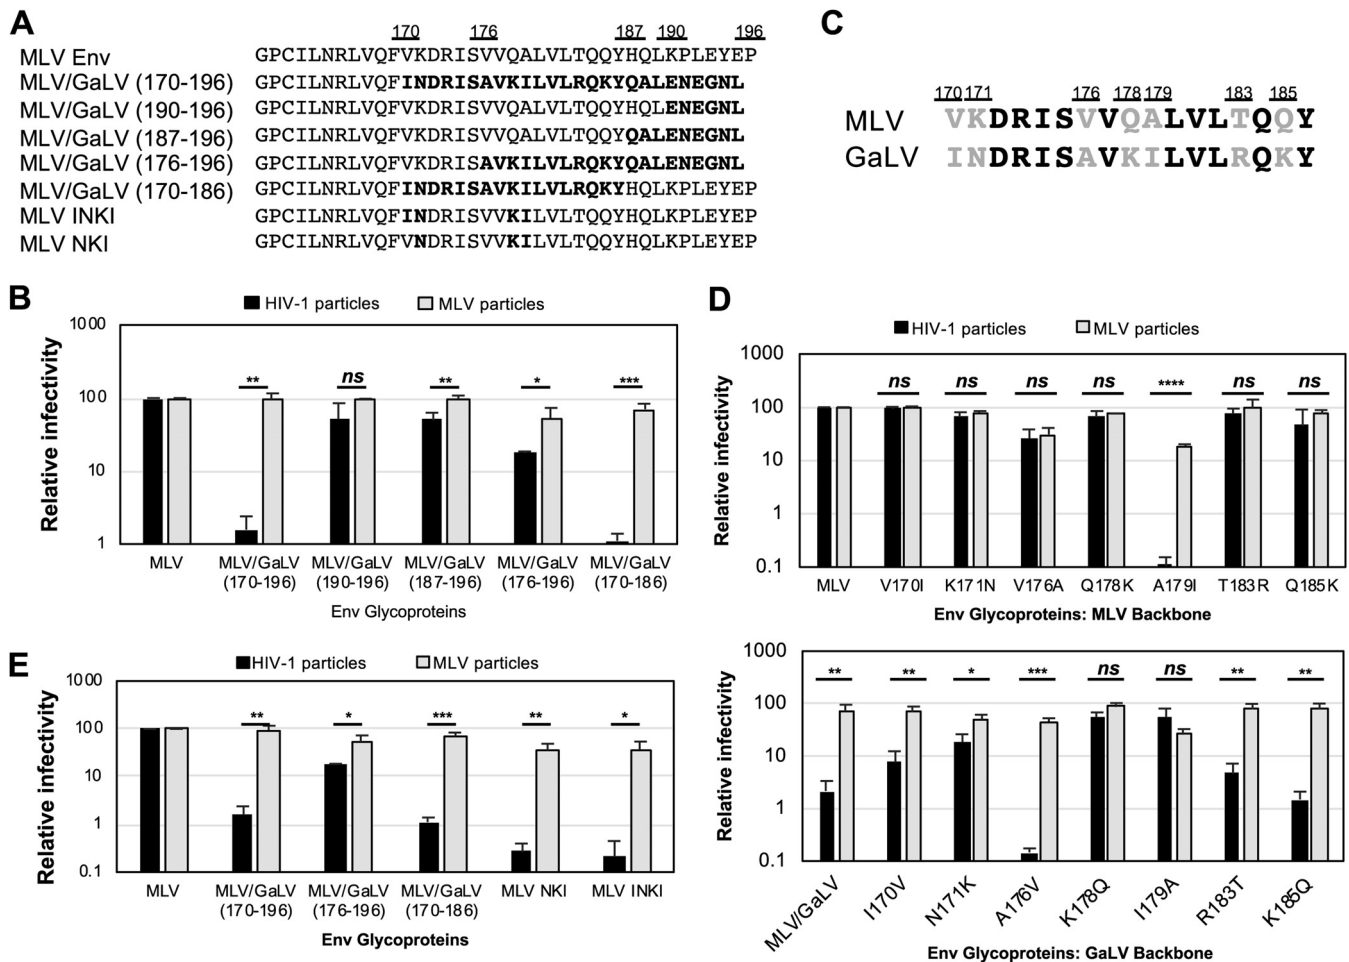 A
170 176 187 190 196
MLV Env GPCILNRLVQFVKDRISVVQALVLTQQYHQLKPLEYEP
MLV/GaLV (170-196) GPCILNRLVQFINDRISAVKILVLRQKYQALENEGNL
MLV/GaLV (190-196) GPCILNRLVQFVKDRISVVQALVLTQQYHQLENEGNL
MLV/GaLV (187-196) GPCILNRLVQFVKDRISVVQALVLTQQYQALENEGNL
MLV/GaLV (176-196) GPCILNRLVQFVKDRISAVKILVLRQKYQALENEGNL
MLV/GaLV (170-186) GPCILNRLVQFINDRISAVKILVLRQKYHQLKPLEYEP
MLV INKI GPCILNRLVQFINDRISVVKILVLTQQYHQLKPLEYEP
MLV NKI GPCILNRLVQFVNDRISVVKILVLTQQYHQLKPLEYEP
C
170 171 176 178 179 183 185
MLV VKDRISVVQALVLTQQY
GaLV INDRISAVKILVLRQKY
B
HIV-1 particles MLV particles
Relative infectivity
1000
100
10
1
** ns ** * ***
MLV MLV/GaLV MLV/GaLV MLV/GaLV MLV/GaLV MLV/GaLV
(170-196) (190-196) (187-196) (176-196) (170-186)
Env Glycoproteins
D
HIV-1 particles MLV particles
Relative infectivity
1000
100
10
1
0.1
ns ns ns ns **** ns ns
MLV V170I K171N V176A Q178K A179I T183R Q185K
Env Glycoproteins: MLV Backbone
Relative infectivity
1000
100
10
1
0.1
** ** * *** ns ns ** **
MLV/GaLV I170V N171K A176V K178Q I179A R183T K185Q
Env Glycoproteins: GaLV Backbone
E
HIV-1 particles MLV particles
Relative infectivity
1000
100
10
1
0.1
** * *** ** *
MLV MLV/GaLV MLV/GaLV MLV/GaLV MLV NKI MLV INKI
(170-196) (176-196) (170-186)
Env Glycoproteins